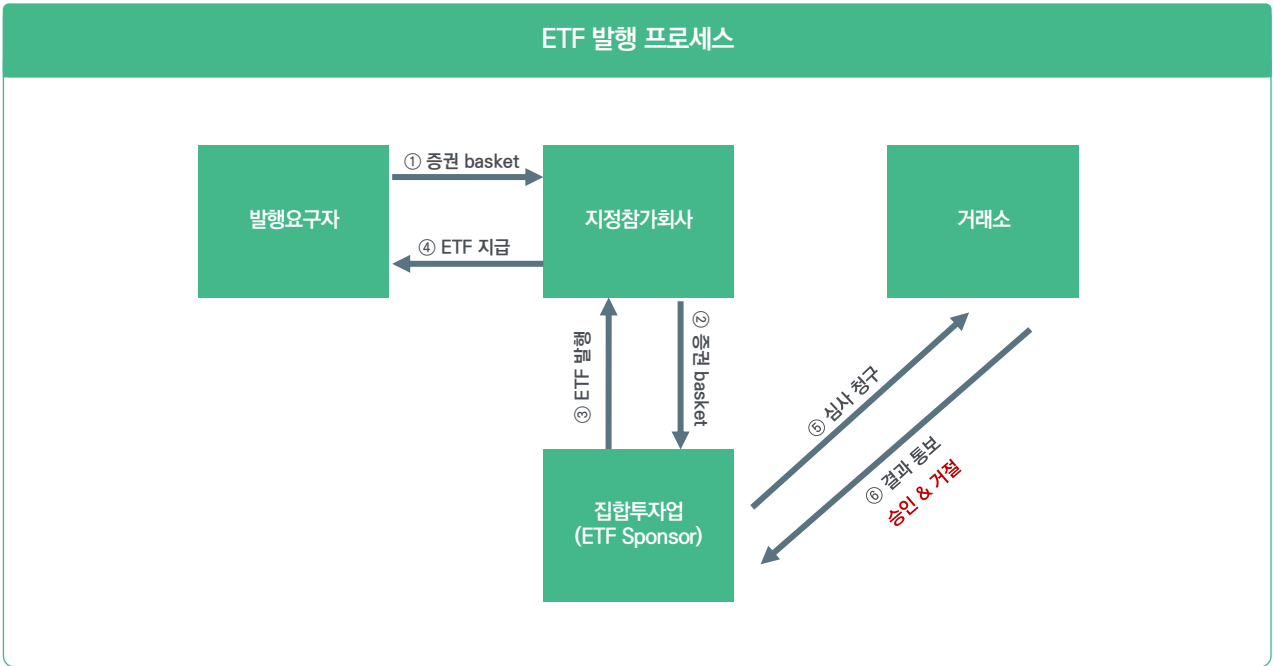 ETF 발행 프로세스
① 증권 basket
발행요구자
지정참가회사
거래소
④ ETF 지급
③ ETF 발행
② 증권 basket
⑤ 심사 청구
⑥ 결과 통보
승인 & 거절
집합투자업
(ETF Sponsor)